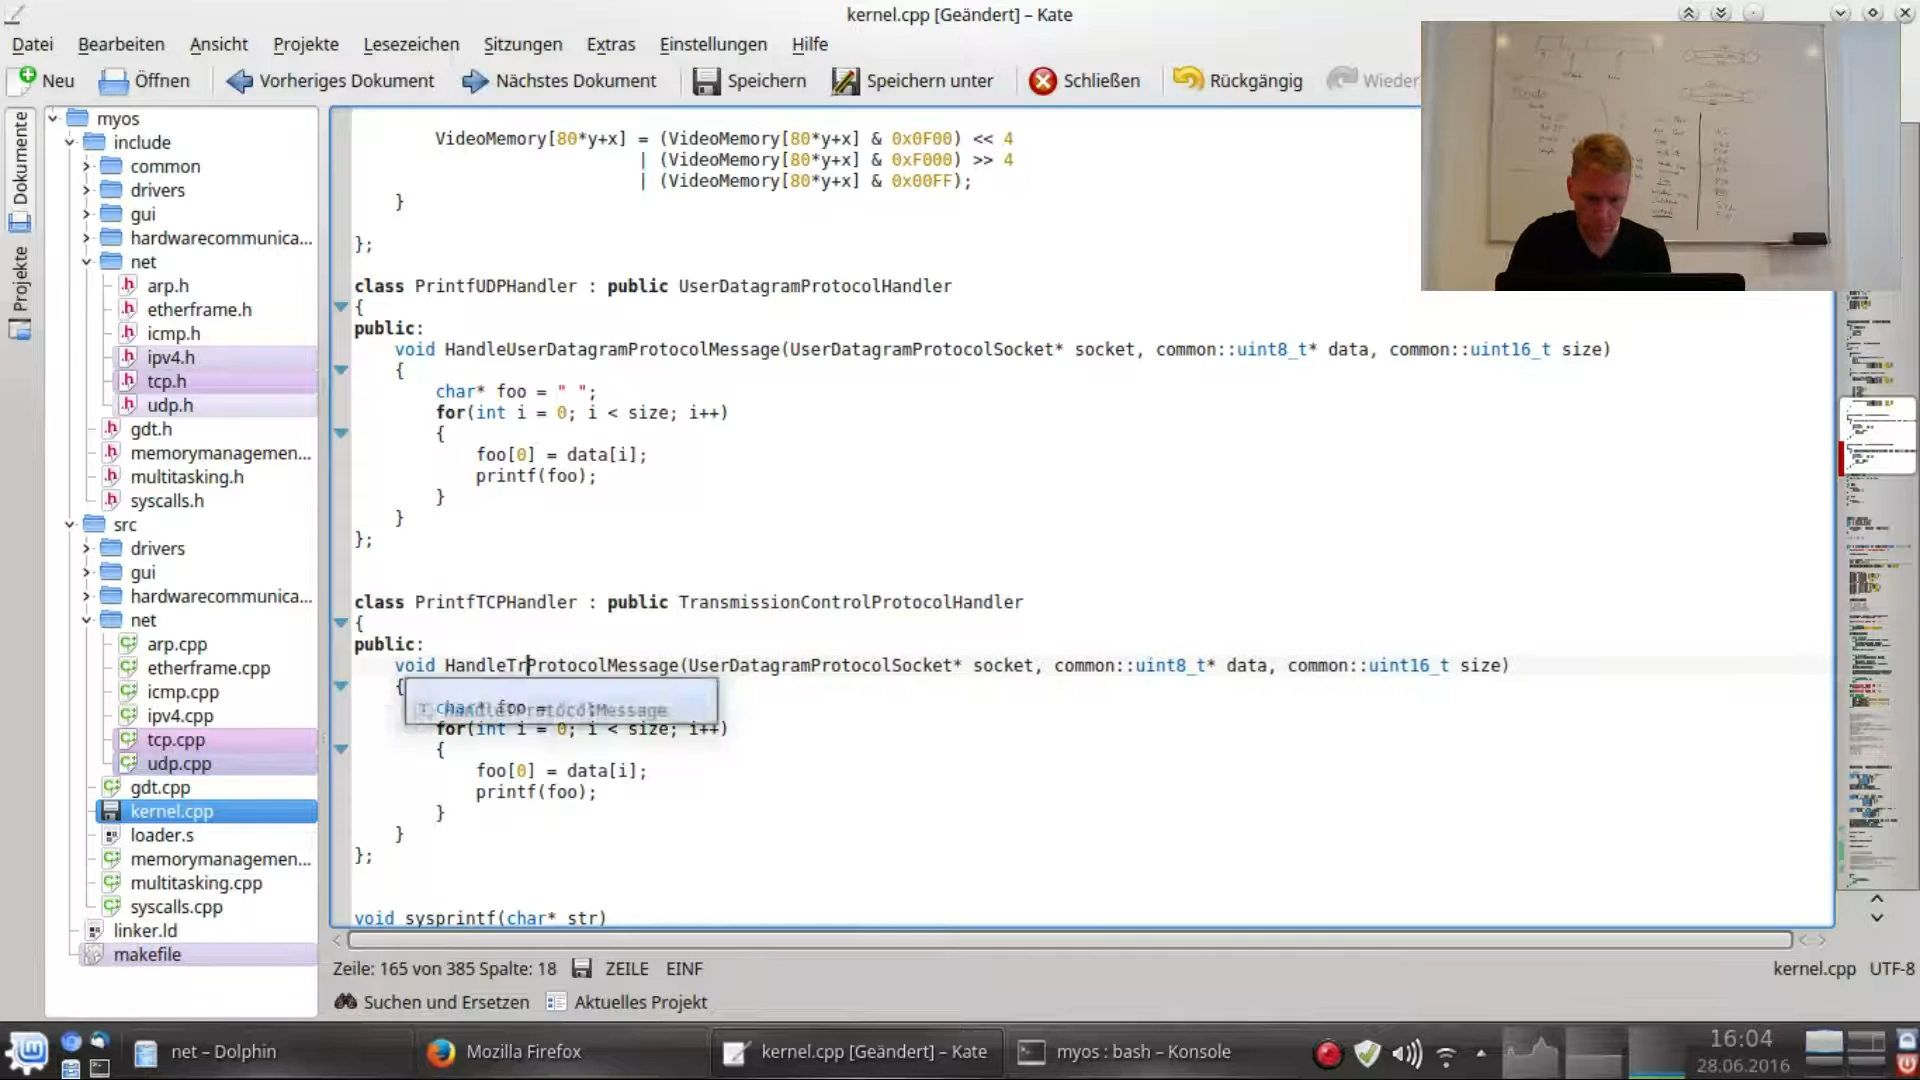 kernel.cpp [Geändert] – Kate
Datei Bearbeiten Ansicht Projekte Lesezeichen Sitzungen Extras Einstellungen Hilfe
Neu Öffnen Vorheriges Dokument Nächstes Dokument Speichern Speichern unter Schließen Rückgängig Wieder
Dokumente
Projekte
myos
include
common
drivers
gui
hardwarecommunica...
net
arp.h
etherframe.h
icmp.h
ipv4.h
tcp.h
udp.h
gdt.h
memorymanagemen...
multitasking.h
syscalls.h
src
drivers
gui
hardwarecommunica...
net
arp.cpp
etherframe.cpp
icmp.cpp
ipv4.cpp
tcp.cpp
udp.cpp
gdt.cpp
kernel.cpp
loader.s
memorymanagemen...
multitasking.cpp
syscalls.cpp
linker.ld
makefile
VideoMemory[80*y+x] = (VideoMemory[80*y+x] & 0x0F00) << 4
| (VideoMemory[80*y+x] & 0xF000) >> 4
| (VideoMemory[80*y+x] & 0x00FF);
}
};
class PrintfUDPHandler : public UserDatagramProtocolHandler
{
public:
void HandleUserDatagramProtocolMessage(UserDatagramProtocolSocket* socket, common::uint8_t* data, common::uint16_t size)
{
char* foo = " ";
for(int i = 0; i < size; i++)
{
foo[0] = data[i];
printf(foo);
}
}
};
class PrintfTCPHandler : public TransmissionControlProtocolHandler
{
public:
void HandleTrProtocolMessage(UserDatagramProtocolSocket* socket, common::uint8_t* data, common::uint16_t size)
{
char* foo =
for(int i = 0; i < size; i++)
{
foo[0] = data[i];
printf(foo);
}
}
};
void sysprintf(char* str)
Zeile: 165 von 385 Spalte: 18 ZEILE EINF kernel.cpp UTF-8
Suchen und Ersetzen Aktuelles Projekt
net – Dolphin Mozilla Firefox kernel.cpp [Geändert] – Kate myos : bash – Konsole 16:04
28.06.2016